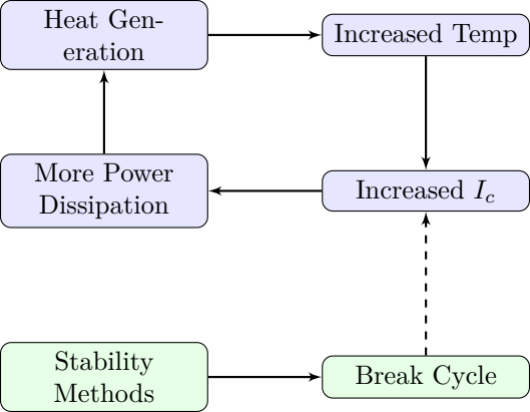 Heat Gen-
eration
Increased Temp
More Power
Dissipation
Increased I_c
Stability
Methods
Break Cycle